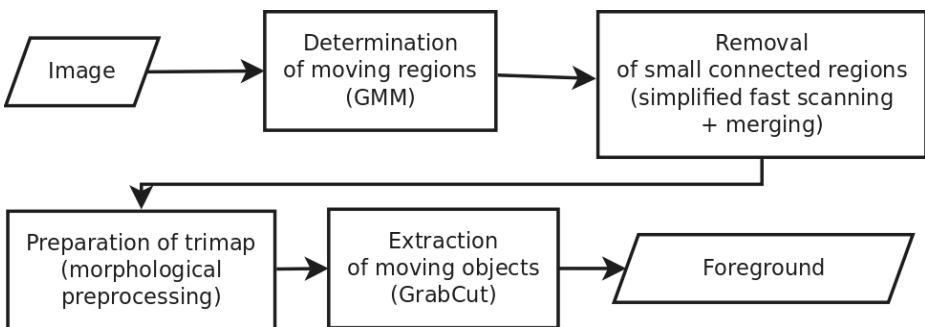 Image
Determination
of moving regions
(GMM)
Removal
of small connected regions
(simplified fast scanning
+ merging)
Preparation of trimap
(morphological
preprocessing)
Extraction
of moving objects
(GrabCut)
Foreground